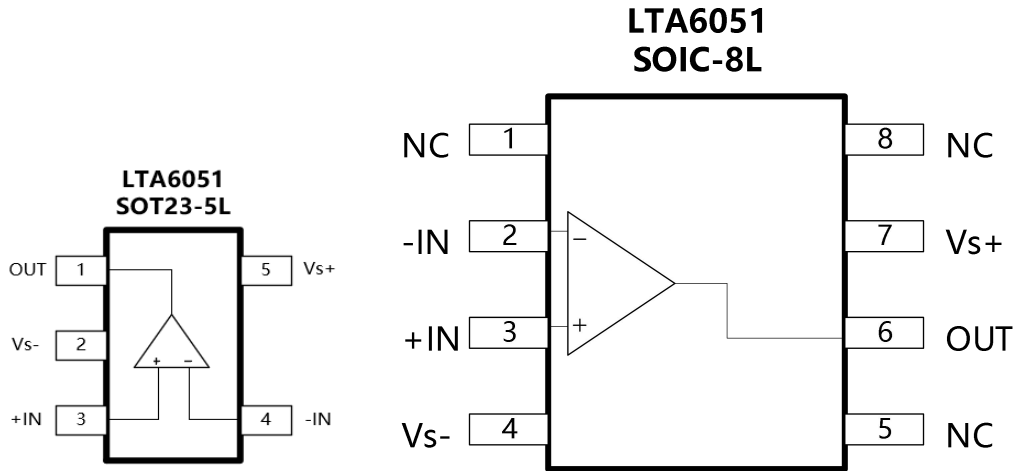 LTA6051
SOT23-5L
OUT 1 5 Vs+
Vs- 2
+IN 3 4 -IN
+ −
LTA6051
SOIC-8L
NC 1 8 NC
-IN 2 7 Vs+
−
+IN 3 6 OUT
+
Vs- 4 5 NC